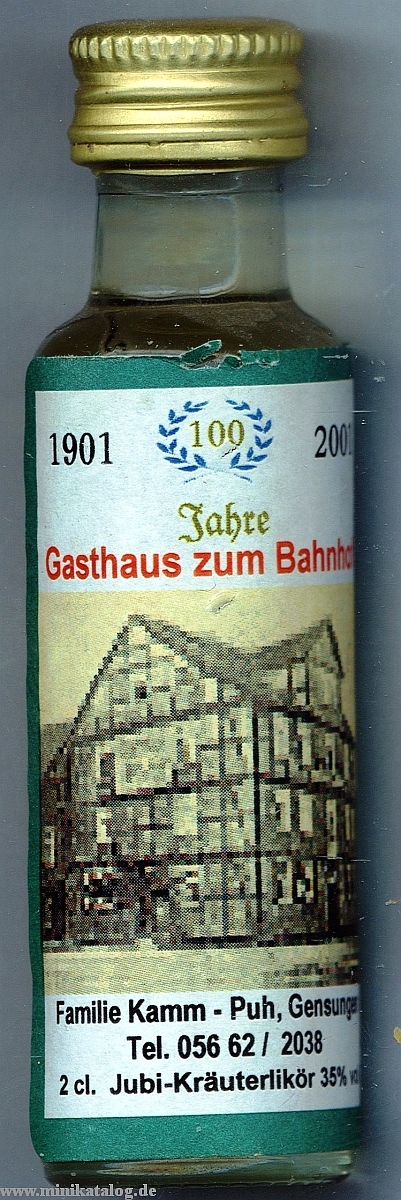 1901 100 2001
Jahre
Gasthaus zum Bahnhof
Familie Kamm - Puh, Gensungen
Tel. 056 62 / 2038
2 cl. Jubi-Kräuterlikör 35% vo
www.minikatalog.de